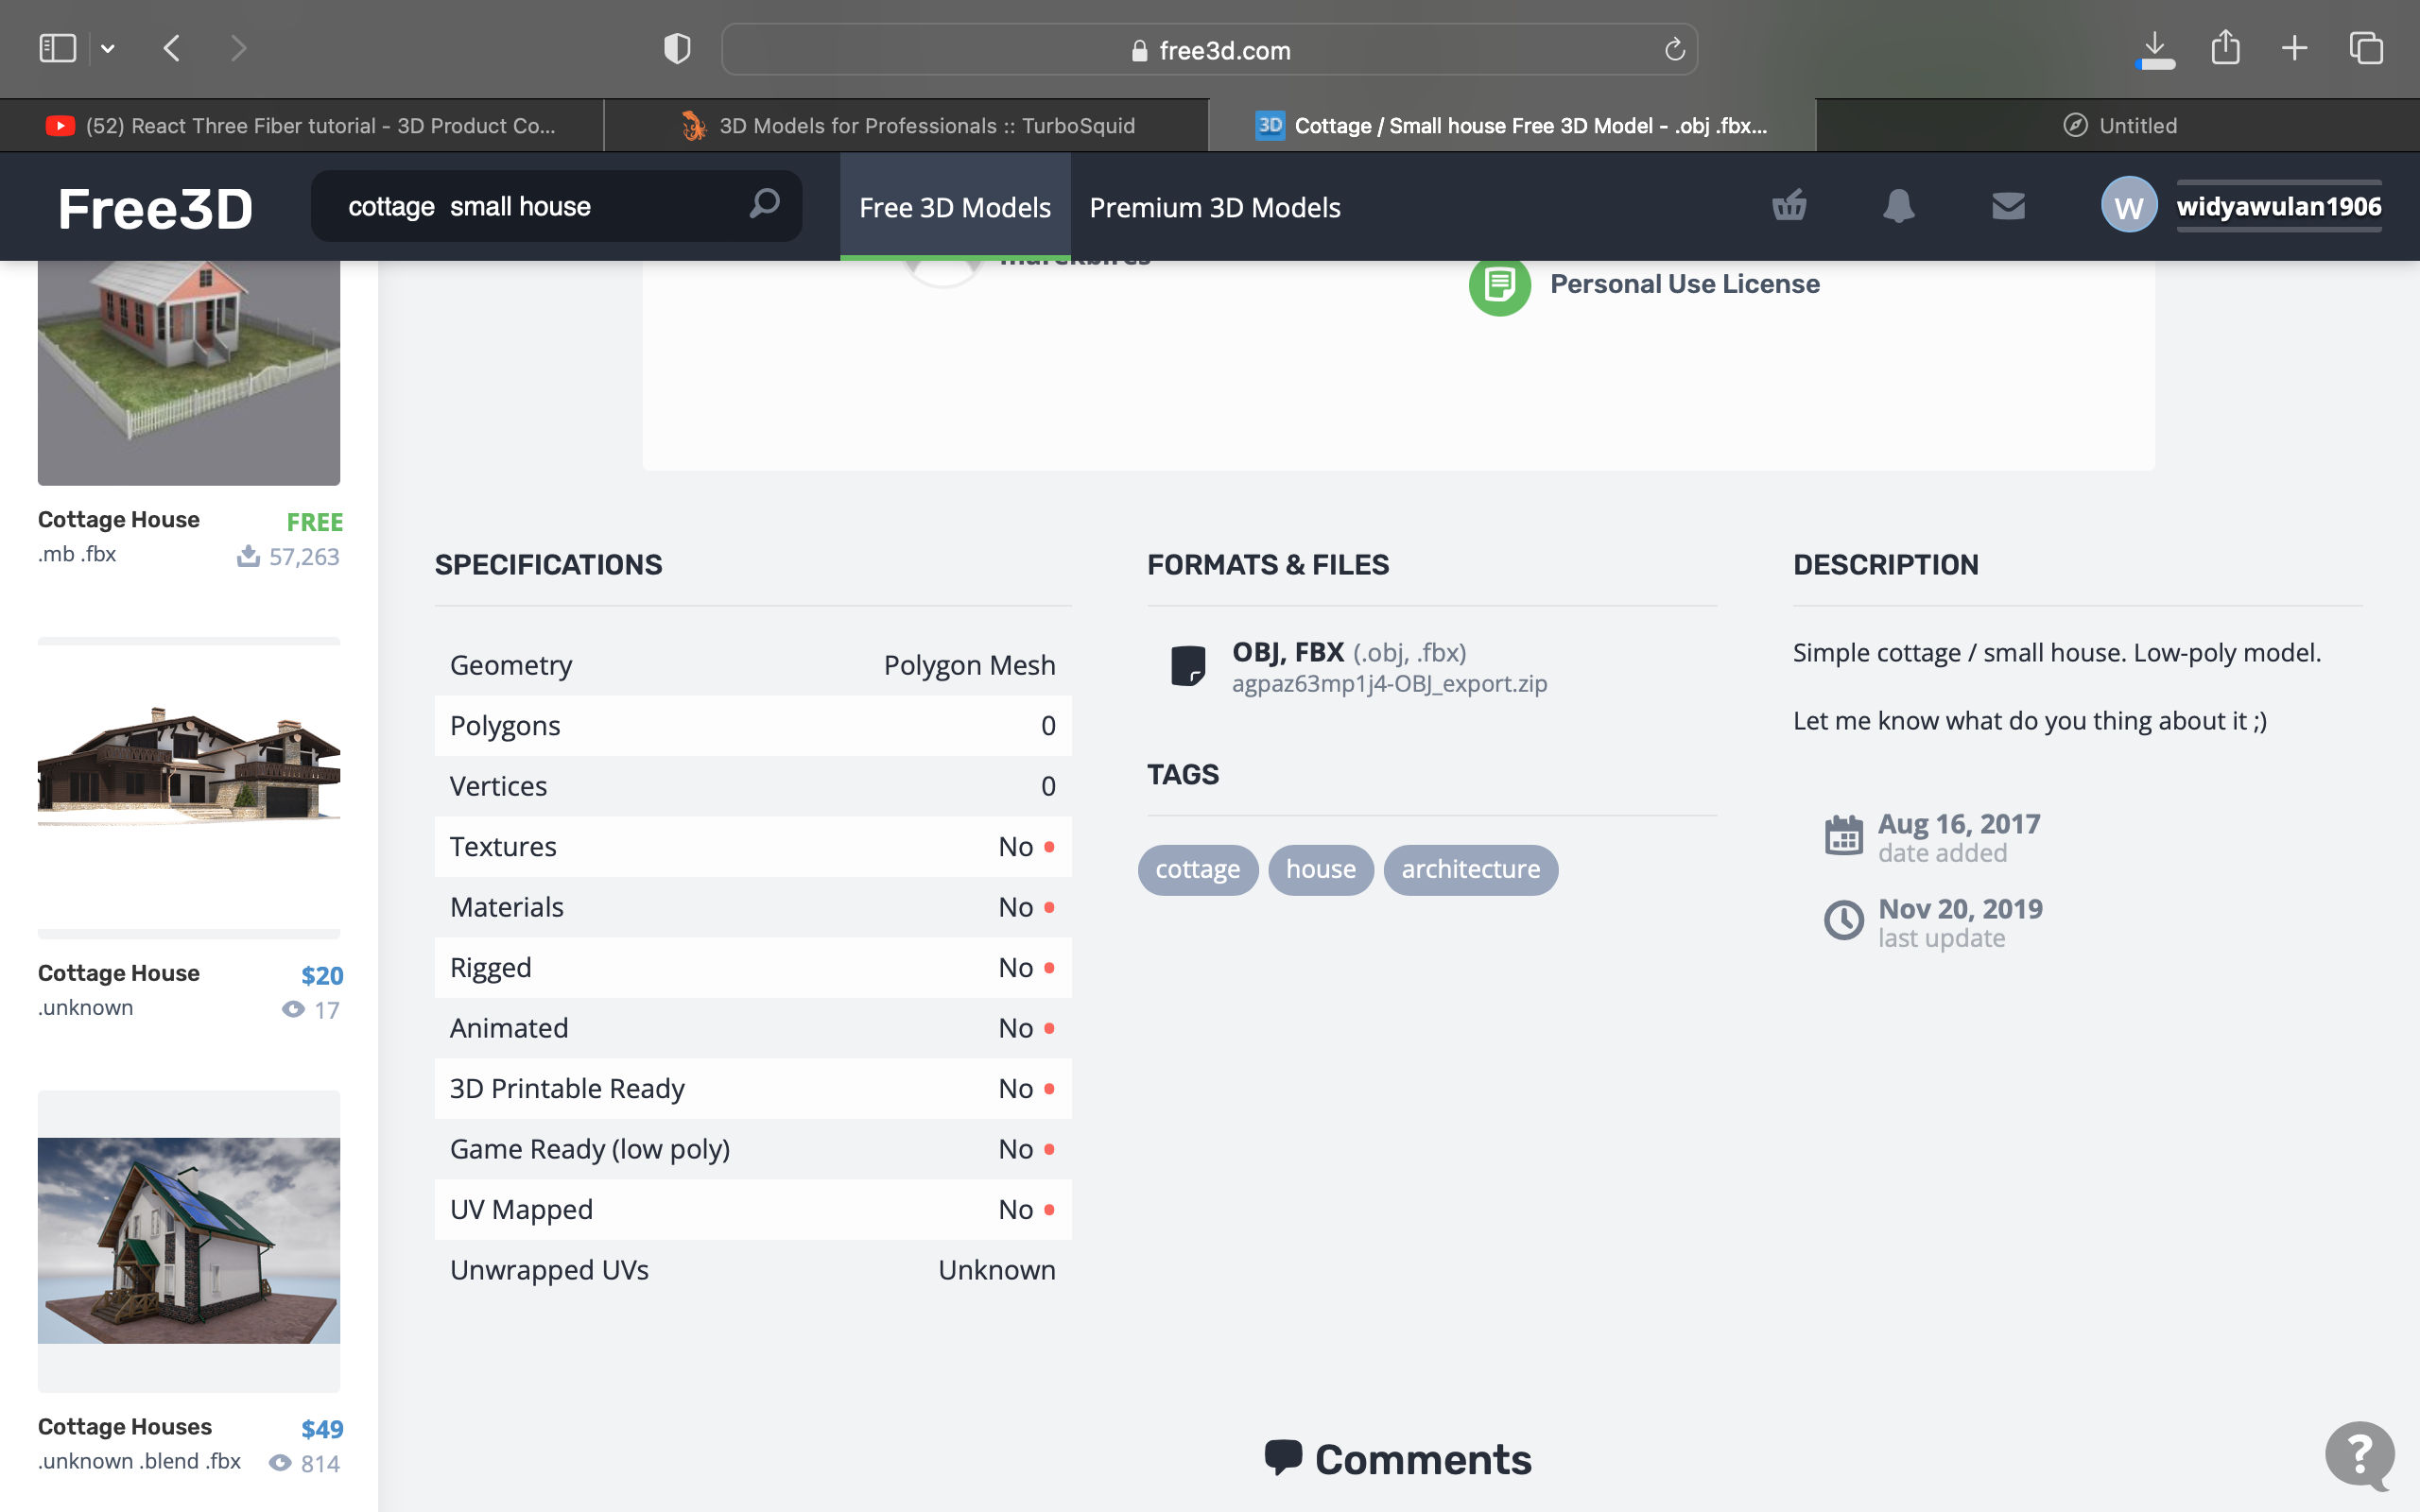 free3d.com
(52) React Three Fiber tutorial - 3D Product Co...
3D Models for Professionals :: TurboSquid
3D
Cottage / Small house Free 3D Model - .obj .fbx...
Untitled
Free3D
cottage small house
Free 3D Models
Premium 3D Models
W
widyawulan1906
Personal Use License
Cottage House
FREE
.mb .fbx
57,263
Cottage House
$20
.unknown
17
Cottage Houses
$49
.unknown .blend .fbx
814
SPECIFICATIONS
Geometry Polygon Mesh
Polygons 0
Vertices 0
Textures No
Materials No
Rigged No
Animated No
3D Printable Ready No
Game Ready (low poly) No
UV Mapped No
Unwrapped UVs Unknown
FORMATS & FILES
OBJ, FBX (.obj, .fbx)
agpaz63mp1j4-OBJ_export.zip
TAGS
cottage
house
architecture
DESCRIPTION
Simple cottage / small house. Low-poly model.
Let me know what do you thing about it ;)
Aug 16, 2017
date added
Nov 20, 2019
last update
Comments
?